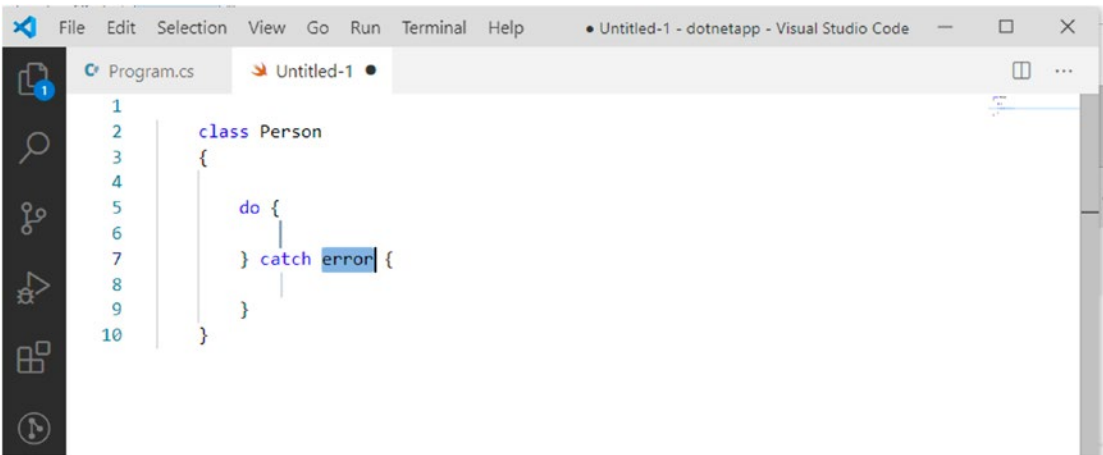 File Edit Selection View Go Run Terminal Help ● Untitled-1 - dotnetapp - Visual Studio Code
Program.cs Untitled-1 ●
1
2 class Person
3 {
4
5 do {
6
7 } catch error {
8
9 }
10 }
1